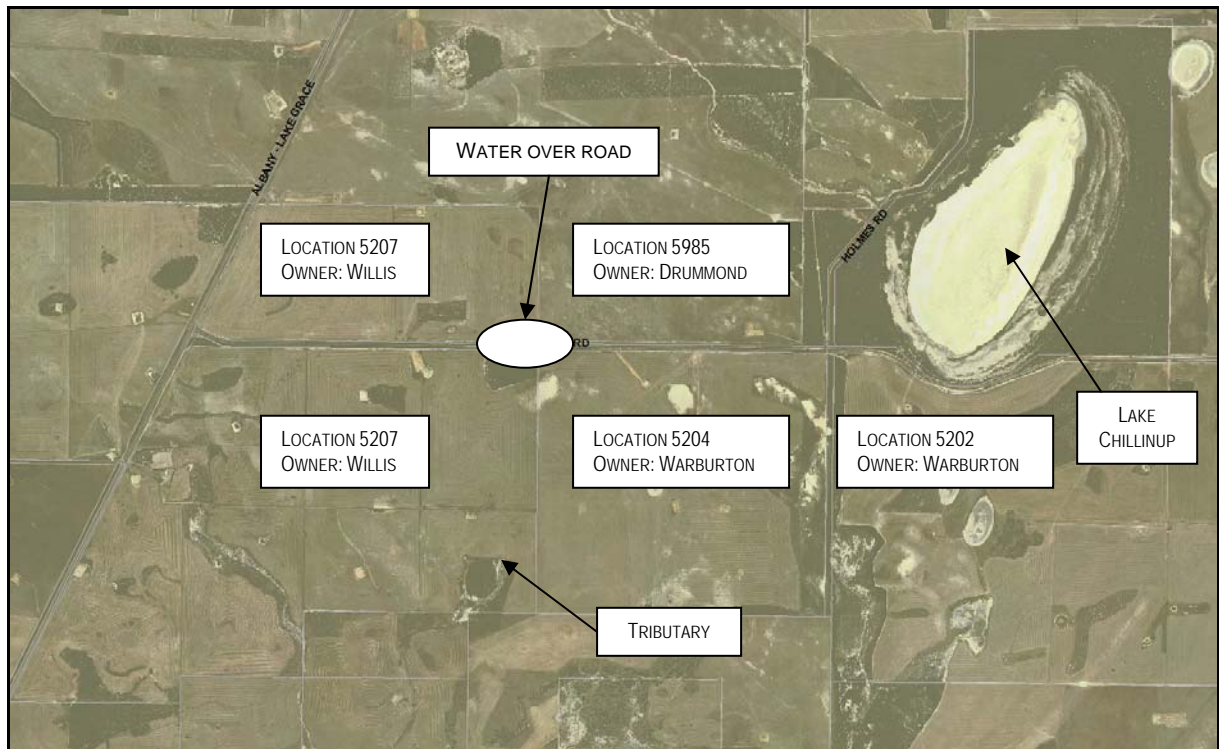 ALBANY - LAKE GRACE
WATER OVER ROAD
LOCATION 5207
OWNER: WILLIS
LOCATION 5985
OWNER: DRUMMOND
HOLMES RD
RD
LOCATION 5207
OWNER: WILLIS
LOCATION 5204
OWNER: WARBURTON
LOCATION 5202
OWNER: WARBURTON
LAKE
CHILLINUP
TRIBUTARY